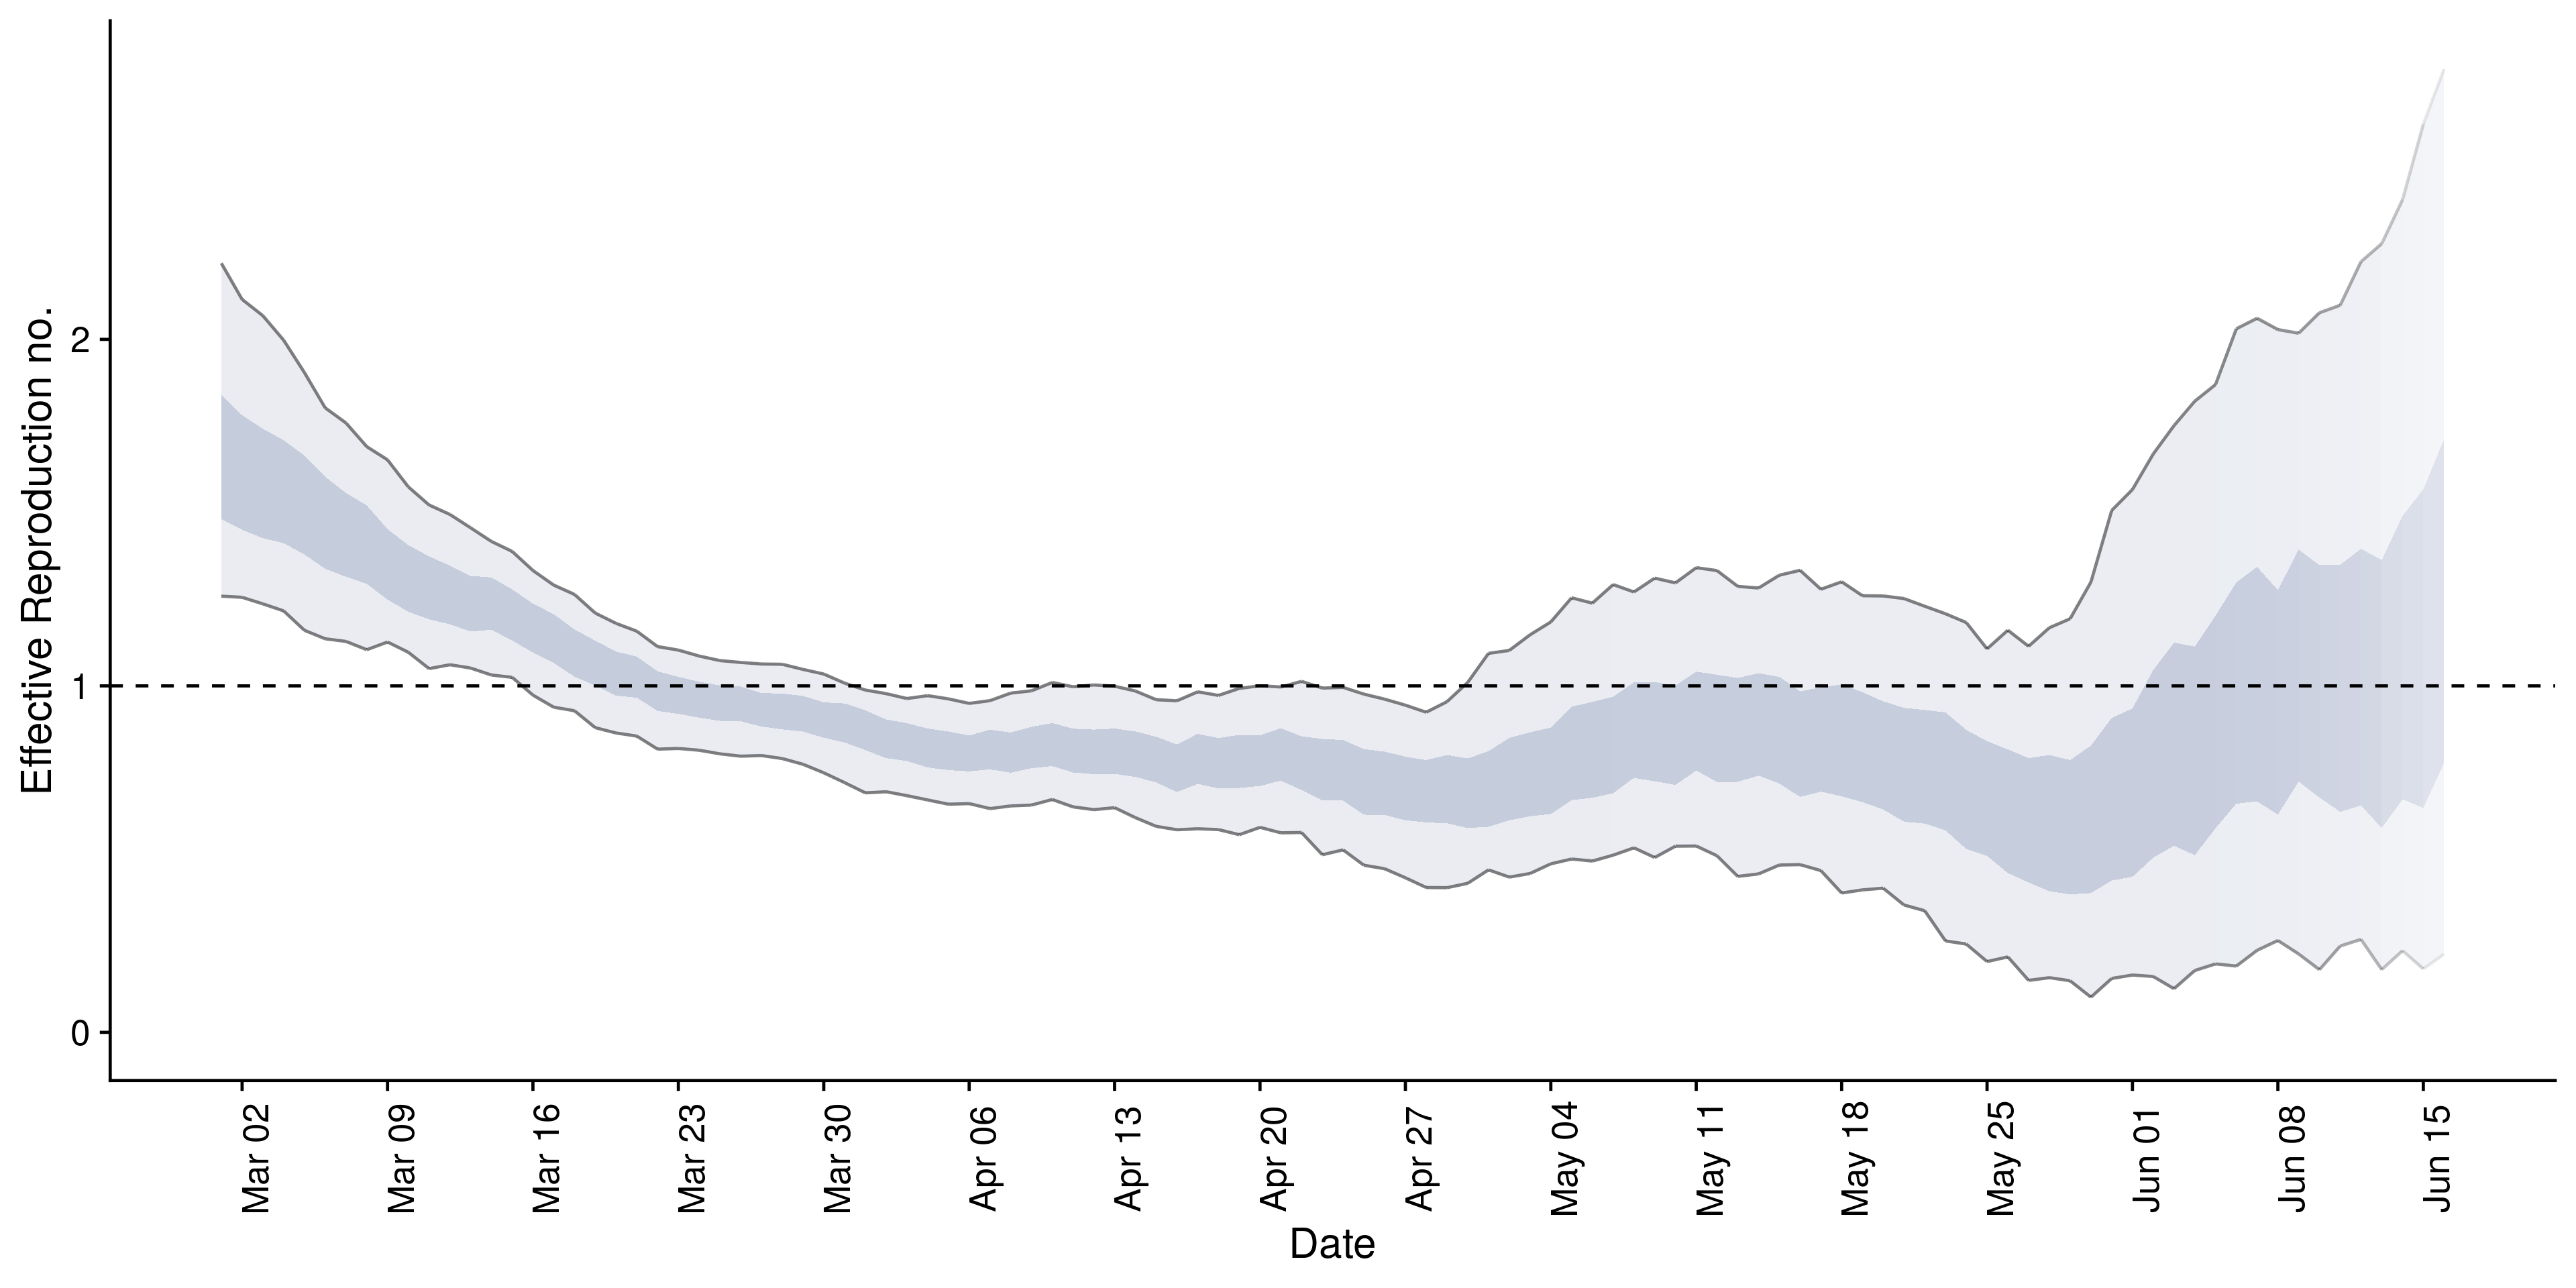 Effective Reproduction no.
2
1
0
Mar 02
Mar 09
Mar 16
Mar 23
Mar 30
Apr 06
Apr 13
Apr 20
Apr 27
May 04
May 11
May 18
May 25
Jun 01
Jun 08
Jun 15
Date